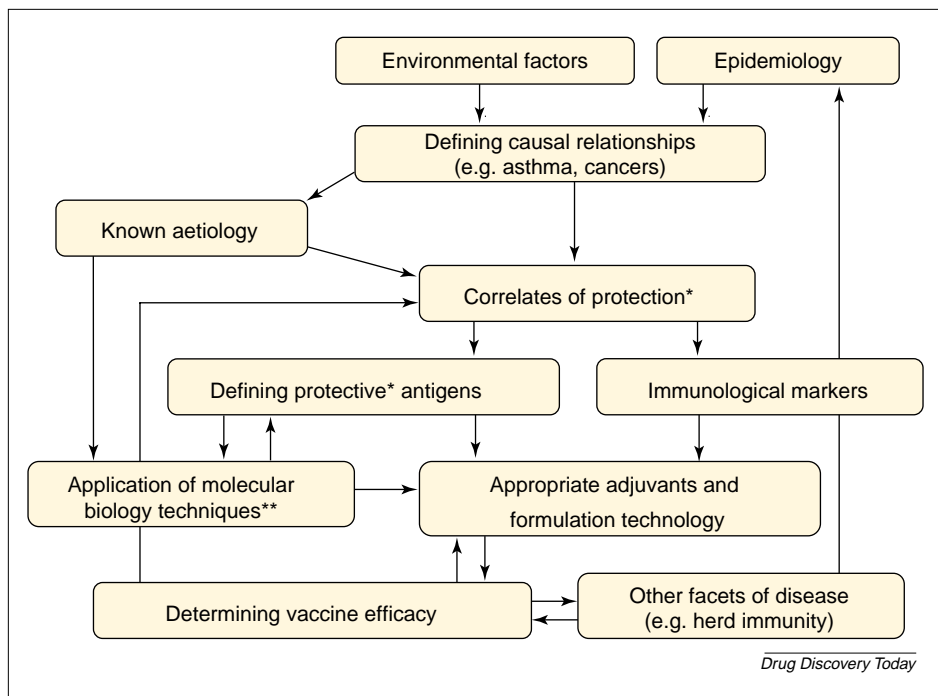 Environmental factors
Epidemiology
Defining causal relationships
(e.g. asthma, cancers)
Known aetiology
Correlates of protection*
Defining protective* antigens
Immunological markers
Application of molecular
biology techniques**
Appropriate adjuvants and
formulation technology
Determining vaccine efficacy
Other facets of disease
(e.g. herd immunity)
Drug Discovery Today